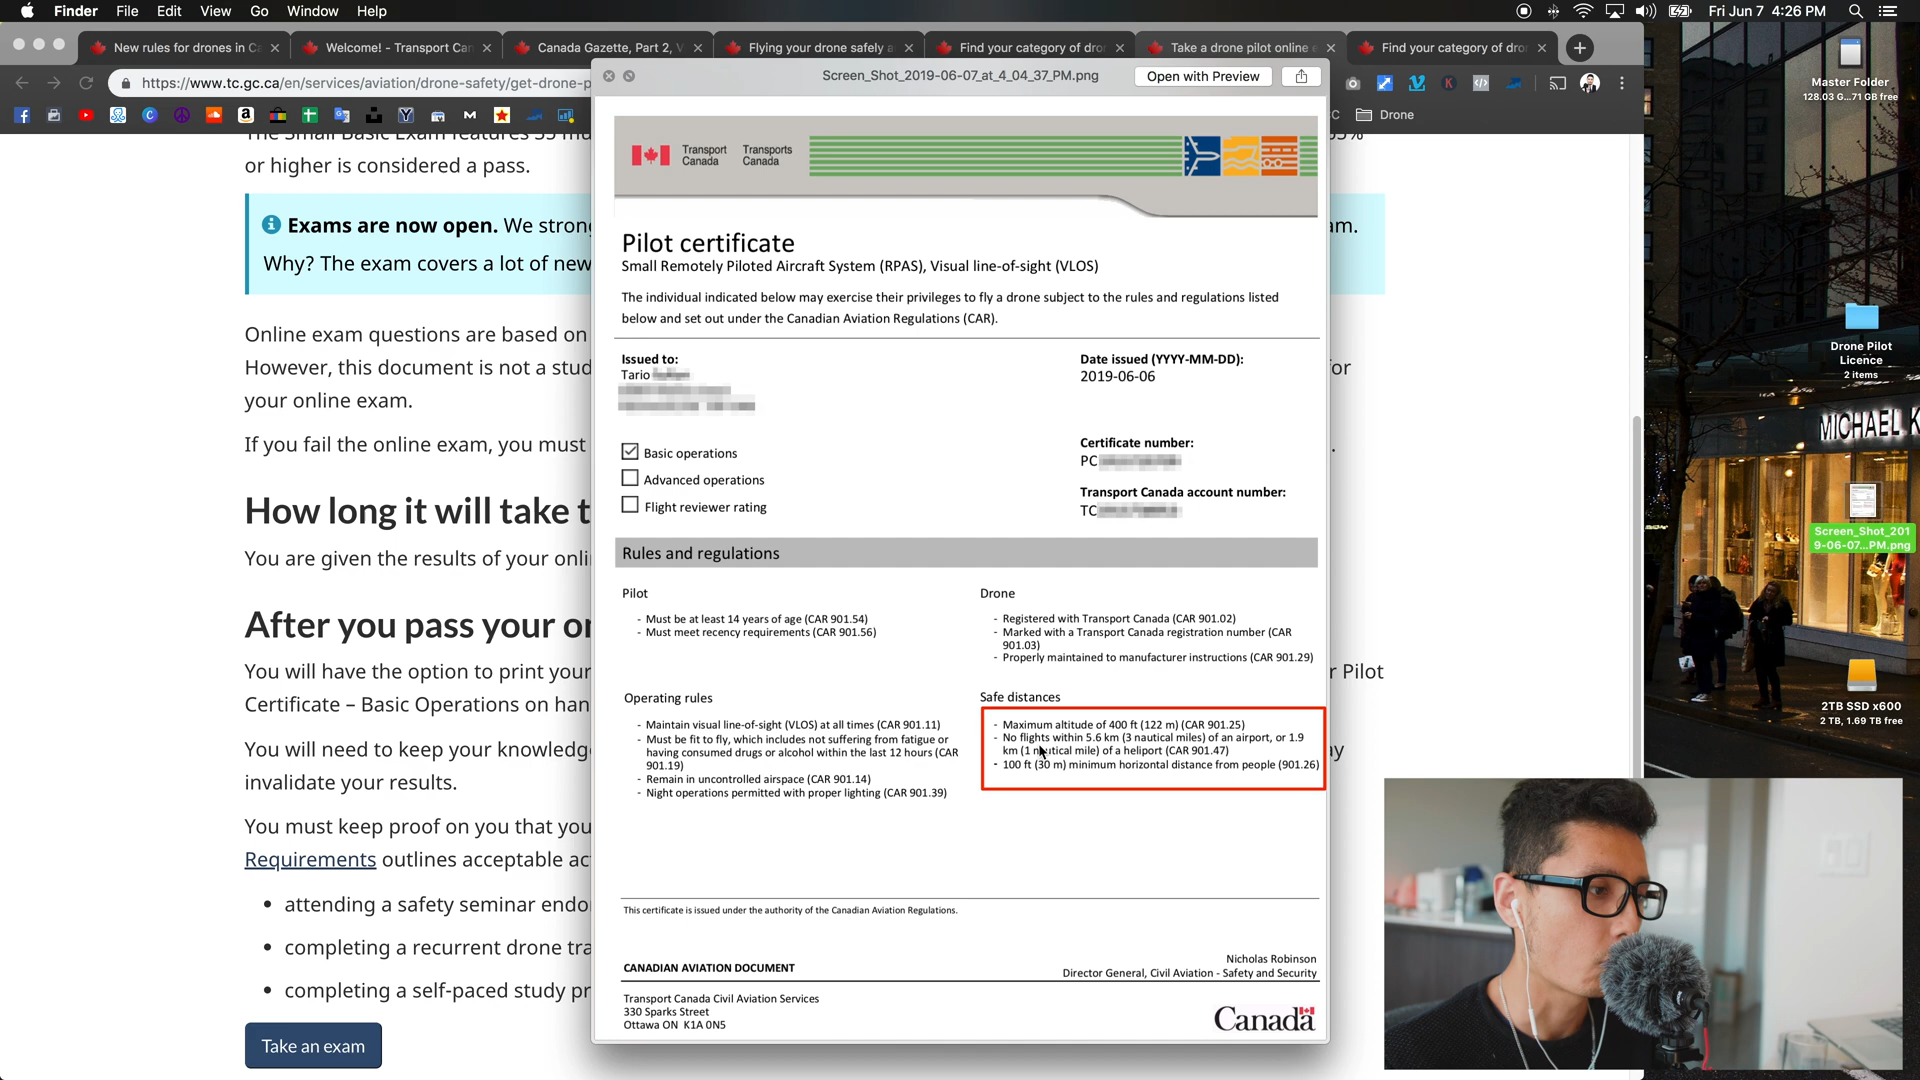 Finder File Edit View Go Window Help
Fri Jun 7 4:26 PM
New rules for drones in C
Welcome! - Transport Can
Canada Gazette, Part 2, V
Flying your drone safely a
Find your category of dro
Take a drone pilot online e
Find your category of dro
https://www.tc.gc.ca/en/services/aviation/drone-safety/get-drone-p
Screen_Shot_2019-06-07_at_4_04_37_PM.png
Open with Preview
Drone
or higher is considered a pass.
Exams are now open. We stron
am.
Why? The exam covers a lot of new
Online exam questions are based on
However, this document is not a stud
for
your online exam.
If you fail the online exam, you must
How long it will take t
You are given the results of your onli
After you pass your o
You will have the option to print your
r Pilot
Certificate – Basic Operations on han
You will need to keep your knowledg
ay
invalidate your results.
You must keep proof on you that you
Requirements outlines acceptable ac
• attending a safety seminar endo
• completing a recurrent drone tra
• completing a self-paced study pr
Take an exam
Transport Canada
Transports Canada
Pilot certificate
Small Remotely Piloted Aircraft System (RPAS), Visual line-of-sight (VLOS)
The individual indicated below may exercise their privileges to fly a drone subject to the rules and regulations listed
below and set out under the Canadian Aviation Regulations (CAR).
Issued to:
Tario
Date issued (YYYY-MM-DD):
2019-06-06
Basic operations
Advanced operations
Flight reviewer rating
Certificate number:
PC
Transport Canada account number:
TC
Rules and regulations
Pilot
- Must be at least 14 years of age (CAR 901.54)
- Must meet recency requirements (CAR 901.56)
Drone
- Registered with Transport Canada (CAR 901.02)
- Marked with a Transport Canada registration number (CAR
901.03)
- Properly maintained to manufacturer instructions (CAR 901.29)
Operating rules
- Maintain visual line-of-sight (VLOS) at all times (CAR 901.11)
- Must be fit to fly, which includes not suffering from fatigue or
having consumed drugs or alcohol within the last 12 hours (CAR
901.19)
- Remain in uncontrolled airspace (CAR 901.14)
- Night operations permitted with proper lighting (CAR 901.39)
Safe distances
- Maximum altitude of 400 ft (122 m) (CAR 901.25)
- No flights within 5.6 km (3 nautical miles) of an airport, or 1.9
km (1 nautical mile) of a heliport (CAR 901.47)
- 100 ft (30 m) minimum horizontal distance from people (901.26)
This certificate is issued under the authority of the Canadian Aviation Regulations.
CANADIAN AVIATION DOCUMENT
Nicholas Robinson
Director General, Civil Aviation - Safety and Security
Transport Canada Civil Aviation Services
330 Sparks Street
Ottawa ON K1A 0N5
Canada
Master Folder
128.03 G...71 GB free
Drone Pilot
Licence
2 items
MICHAEL K
Screen_Shot_201
9-06-07...PM.png
2TB SSD x600
2 TB, 1.69 TB free